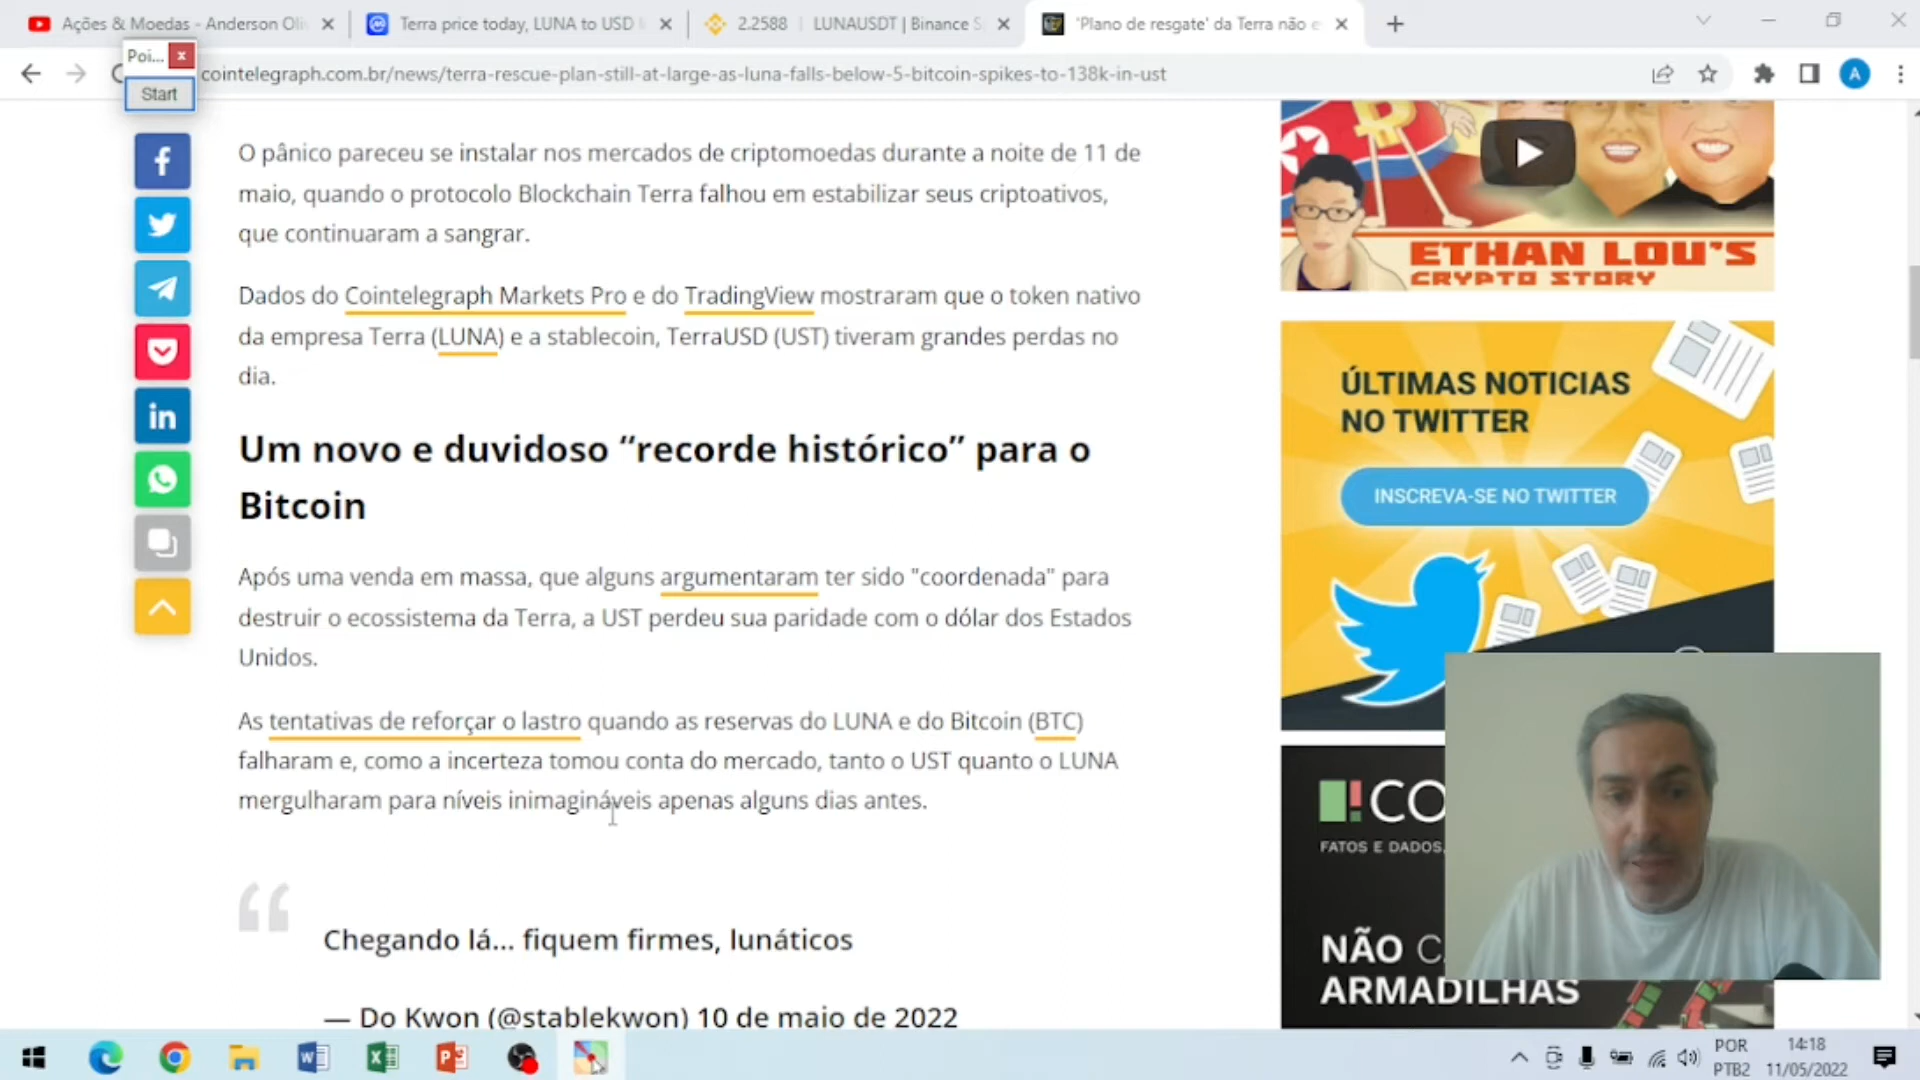 Ações & Moedas - Anderson Oli
Terra price today, LUNA to USD li
2.2588 | LUNAUSDT | Binance S
'Plano de resgate' da Terra não e
Poi...
Start
cointelegraph.com.br/news/terra-rescue-plan-still-at-large-as-luna-falls-below-5-bitcoin-spikes-to-138k-in-ust
A
O pânico pareceu se instalar nos mercados de criptomoedas durante a noite de 11 de
maio, quando o protocolo Blockchain Terra falhou em estabilizar seus criptoativos,
que continuaram a sangrar.
Dados do Cointelegraph Markets Pro e do TradingView mostraram que o token nativo
da empresa Terra (LUNA) e a stablecoin, TerraUSD (UST) tiveram grandes perdas no
dia.
Um novo e duvidoso “recorde histórico” para o
Bitcoin
Após uma venda em massa, que alguns argumentaram ter sido "coordenada" para
destruir o ecossistema da Terra, a UST perdeu sua paridade com o dólar dos Estados
Unidos.
As tentativas de reforçar o lastro quando as reservas do LUNA e do Bitcoin (BTC)
falharam e, como a incerteza tomou conta do mercado, tanto o UST quanto o LUNA
mergulharam para níveis inimagináveis apenas alguns dias antes.
Chegando lá... fiquem firmes, lunáticos
— Do Kwon (@stablekwon) 10 de maio de 2022
ETHAN LOU'S
CRYPTO STORY
ÚLTIMAS NOTICIAS
NO TWITTER
INSCREVA-SE NO TWITTER
CO
FATOS E DADOS,
NÃO C
ARMADILHAS
POR
PTB2
14:18
11/05/2022